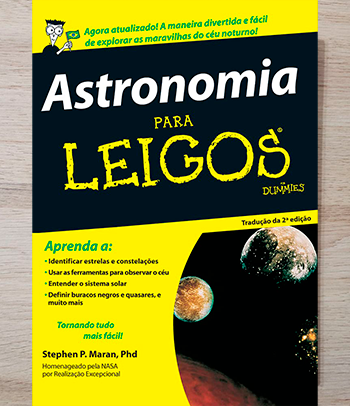 Agora atualizado! A maneira divertida e fácil
de explorar as maravilhas do céu noturno!
Astronomia
PARA
LEIGOS®
DUMMIES
Tradução da 2ª edição
Aprenda a:
• Identificar estrelas e constelações
• Usar as ferramentas para observar o céu
• Entender o sistema solar
• Definir buracos negros e quasares, e
muito mais
Tornando tudo
mais fácil!
Stephen P. Maran, Phd
Homenageado pela NASA
por Realização Excepcional